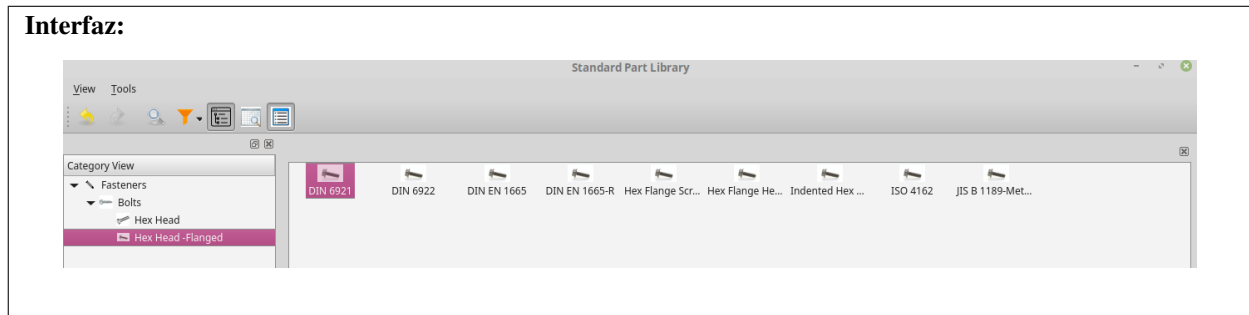 Interfaz:
Standard Part Library
View Tools
Category View
Fasteners
Bolts
Hex Head
Hex Head -Flanged
DIN 6921 DIN 6922 DIN EN 1665 DIN EN 1665-R Hex Flange Scr... Hex Flange He... Indented Hex ... ISO 4162 JIS B 1189-Met...